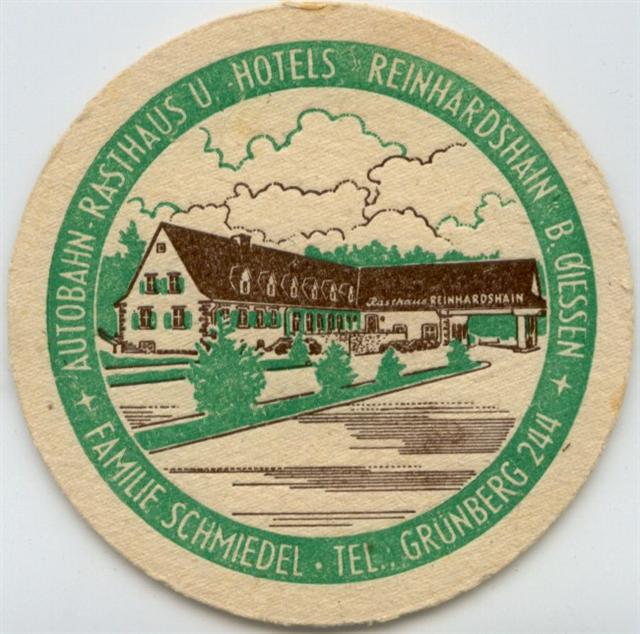 AUTOBAHN-RASTHAUS U. HOTELS "REINHARDSHAIN" B. GIESSEN
Rasthaus REINHARDSHAIN
FAMILIE SCHMIEDEL · TEL.: GRÜNBERG 244